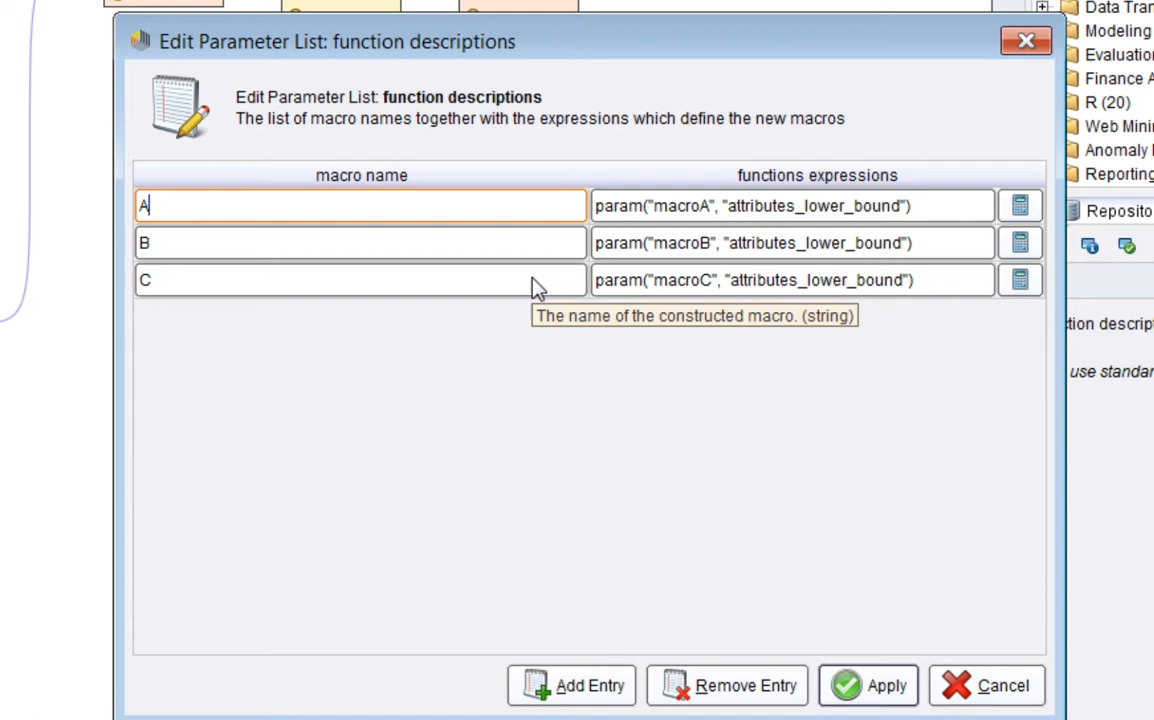 Edit Parameter List: function descriptions
Edit Parameter List: function descriptions
The list of macro names together with the expressions which define the new macros
macro name functions expressions
A param("macroA", "attributes_lower_bound")
B param("macroB", "attributes_lower_bound")
C param("macroC", "attributes_lower_bound")
The name of the constructed macro. (string)
Add Entry Remove Entry Apply Cancel
Data Tran
Modeling
Evaluatio
Finance A
R (20)
Web Mini
Anomaly
Reporting
Reposito
tion descrip
use standar